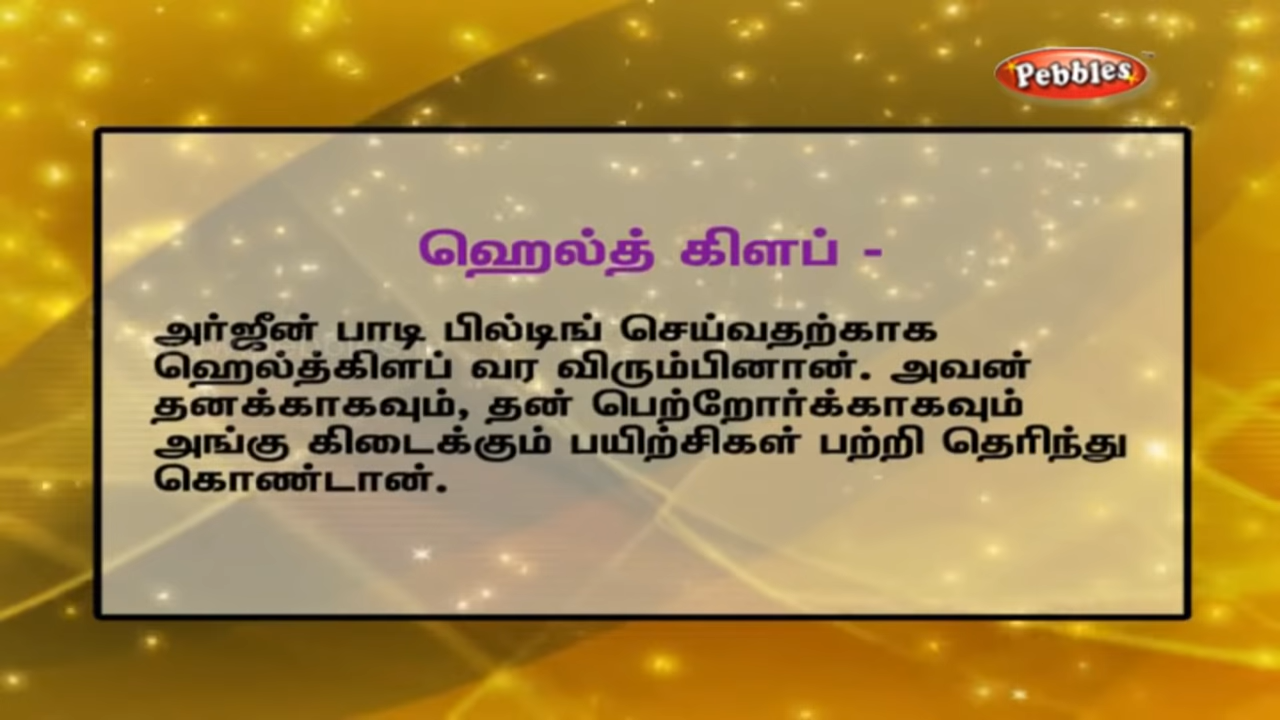 Pebbles
ஹெல்த் கிளப் -
அர்ஜீன் பாடி பில்டிங் செய்வதற்காக
ஹெல்த்கிளப் வர விரும்பினான். அவன்
தனக்காகவும், தன் பெற்றோர்க்காகவும்
அங்கு கிடைக்கும் பயிற்சிகள் பற்றி தெரிந்து
கொண்டான்.